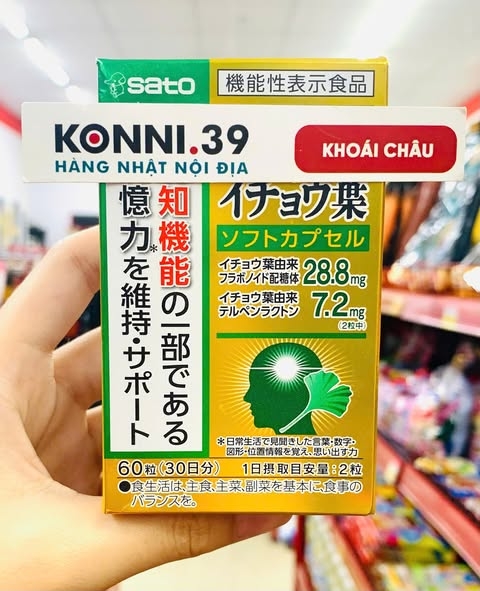 sato
機能性表示食品
KONNI.39
HÀNG NHẬT NỘI ĐỊA
KHOÁI CHÂU
知機能の一部である
憶力*を維持・サポート
イチョウ葉
ソフトカプセル
イチョウ葉由来
フラボノイド配糖体 28.8mg
イチョウ葉由来
テルペンラクトン 7.2mg
(2粒中)
*日常生活で見聞きした言葉・数字・
図形・位置情報を覚え、思い出す力
60粒(30日分) 1日摂取目安量:2粒
●食生活は、主食、主菜、副菜を基本に、食事の
バランスを。